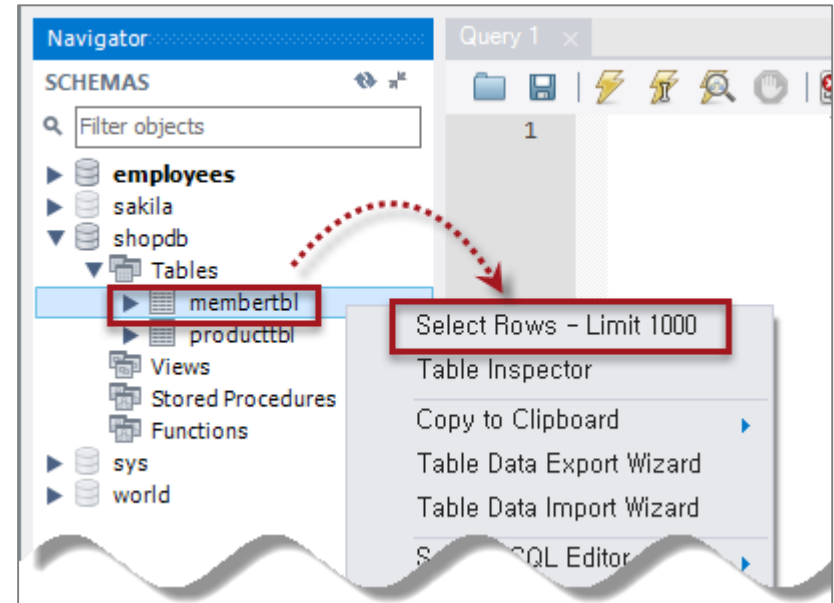 Navigator
Query 1
SCHEMAS
Filter objects
1
employees
sakila
shopdb
Tables
membertbl
producttbl
Views
Stored Procedures
Functions
sys
world
Select Rows - Limit 1000
Table Inspector
Copy to Clipboard
Table Data Export Wizard
Table Data Import Wizard
SQL Editor